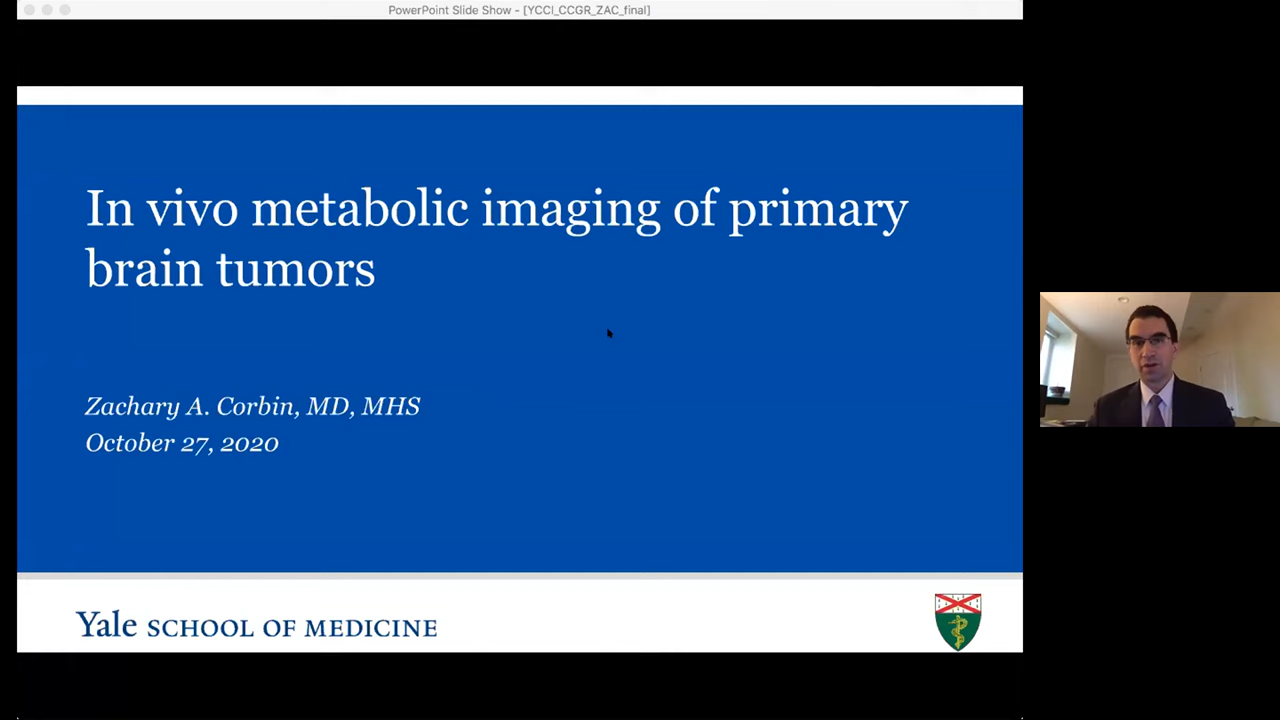 PowerPoint Slide Show - [YCCI_CCGR_ZAC_final]
In vivo metabolic imaging of primary
brain tumors
Zachary A. Corbin, MD, MHS
October 27, 2020
Yale SCHOOL OF MEDICINE